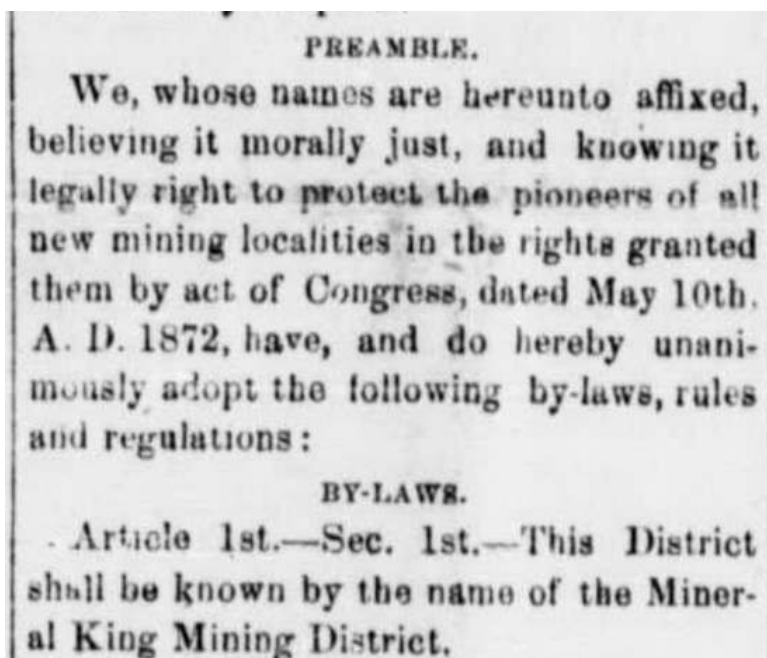 PREAMBLE.
We, whose names are hereunto affixed,
believing it morally just, and knowing it
legally right to protect the pioneers of all
new mining localities in the rights granted
them by act of Congress, dated May 10th.
A. D. 1872, have, and do hereby unani-
mously adopt the following by-laws, rules
and regulations:
BY-LAWS.
Article 1st.—Sec. 1st.—This District
shall be known by the name of the Miner-
al King Mining District.